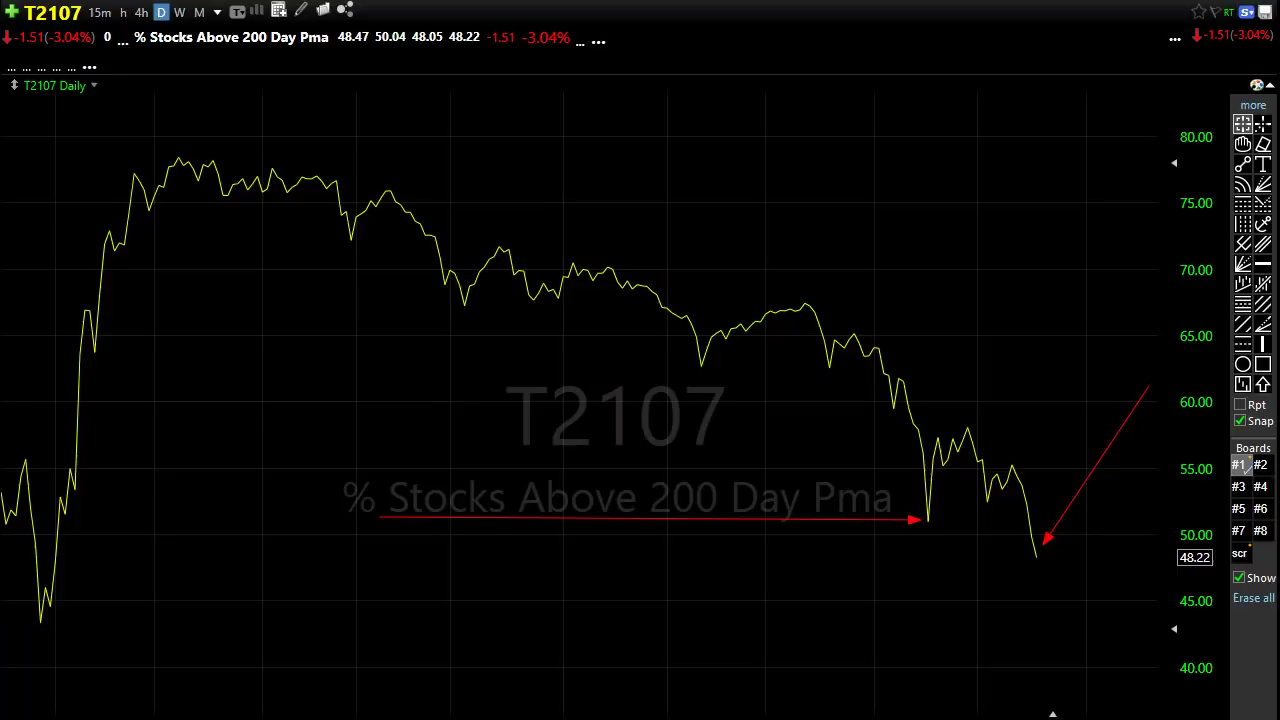 T2107 15m h 4h D W M T RT S
-1.51(-3.04%) 0 ... % Stocks Above 200 Day Pma 48.47 50.04 48.05 48.22 -1.51 -3.04% ... ... ... -1.51(-3.04%)
... ... ... ... ... ...
T2107 Daily
more
80.00
75.00
70.00
65.00
60.00
55.00
50.00
48.22
45.00
40.00
T2107
% Stocks Above 200 Day Pma
T
Rpt
Snap
Boards
#1 #2
#3 #4
#5 #6
#7 #8
scr
Show
Erase all